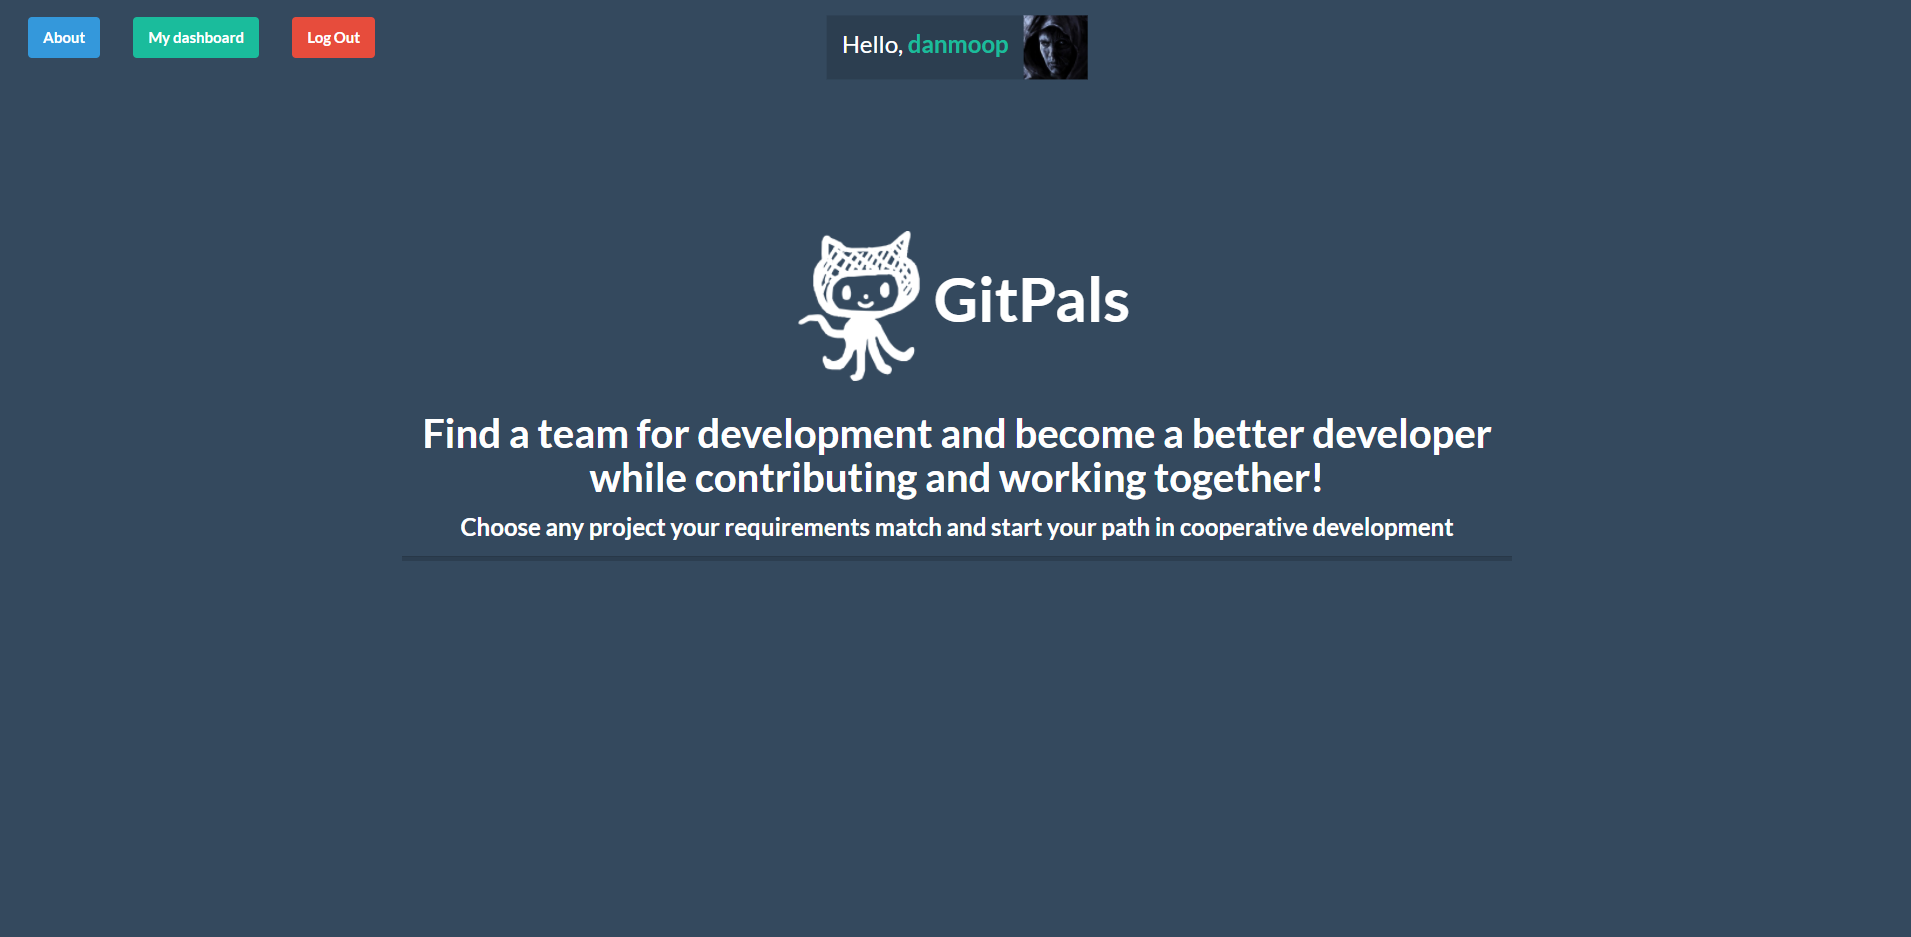 About
My dashboard
Log Out
Hello, danmoop
GitPals
Find a team for development and become a better developer
while contributing and working together!
Choose any project your requirements match and start your path in cooperative development